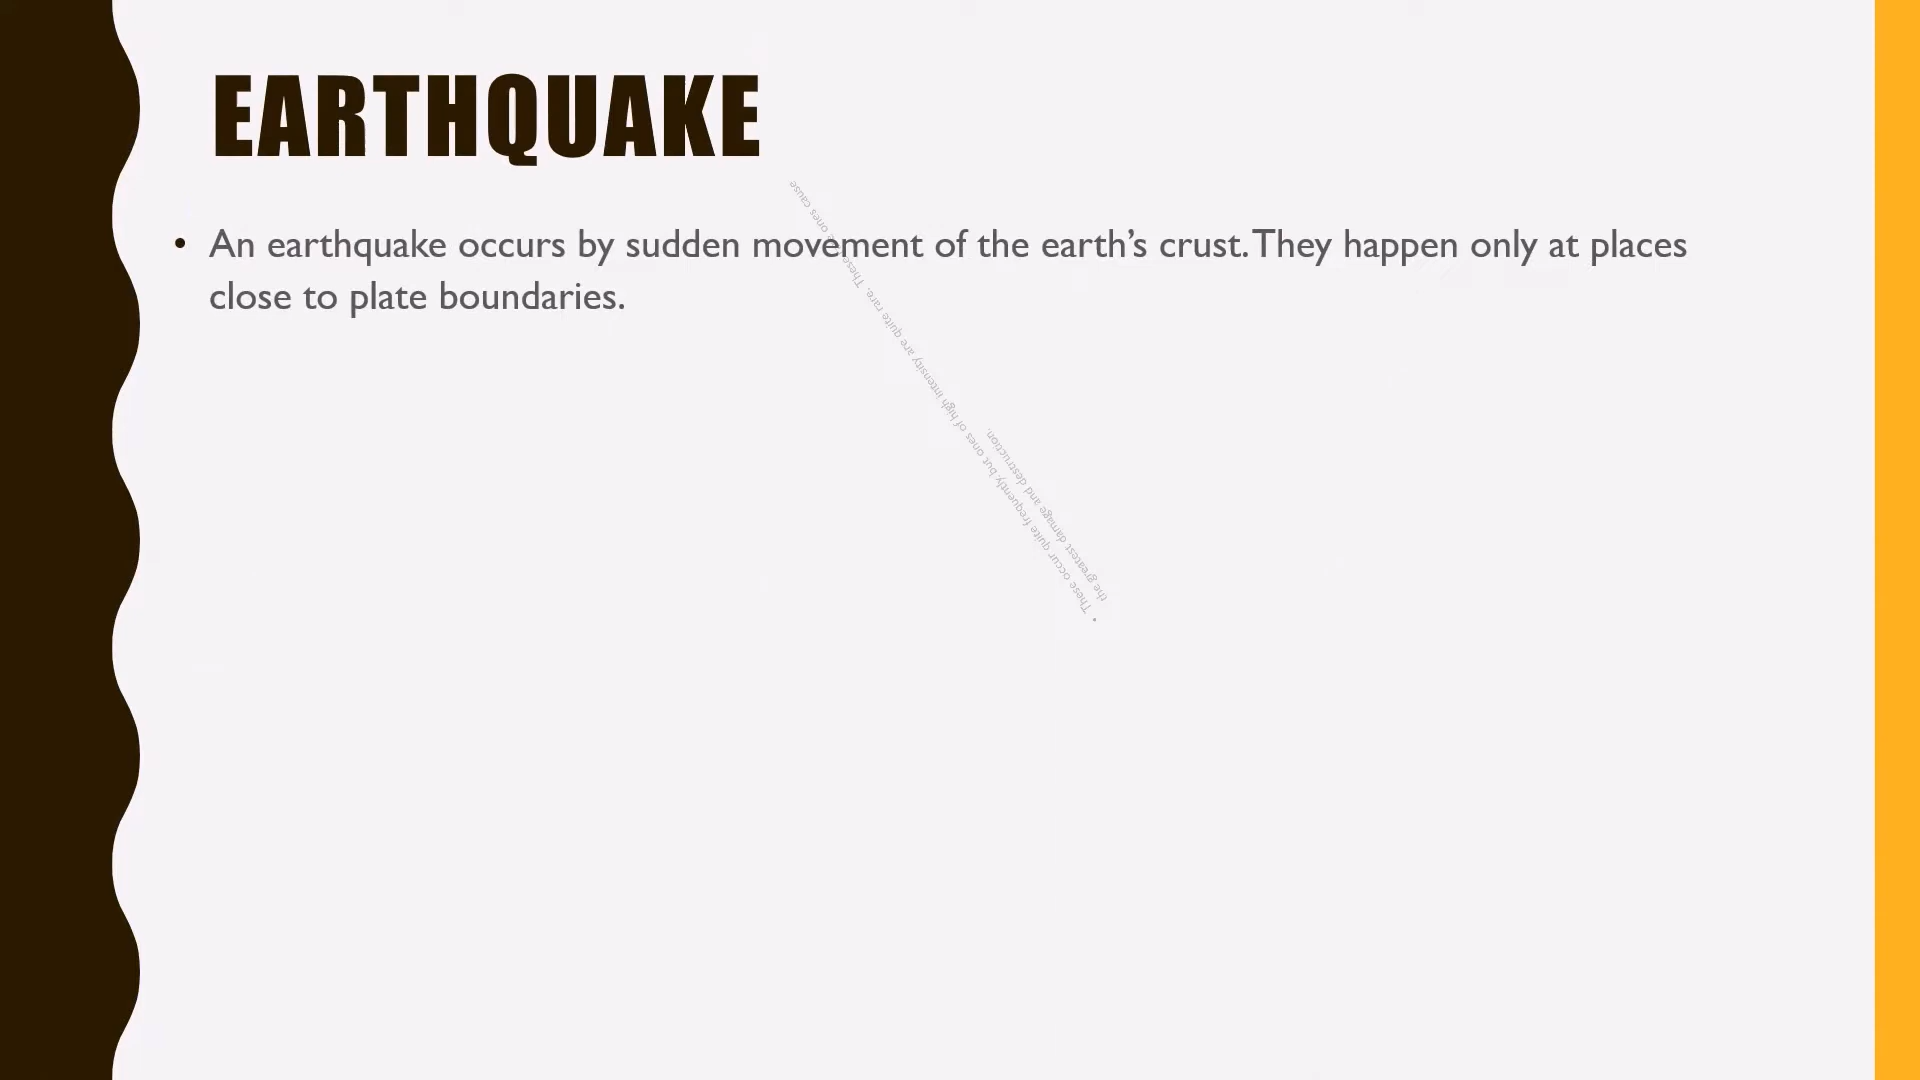 EARTHQUAKE
• An earthquake occurs by sudden movement of the earth’s crust. They happen only at places
close to plate boundaries.
• These occur quite frequently, but ones of high intensity are quite rare. These ones cause
the greatest damage and destruction.